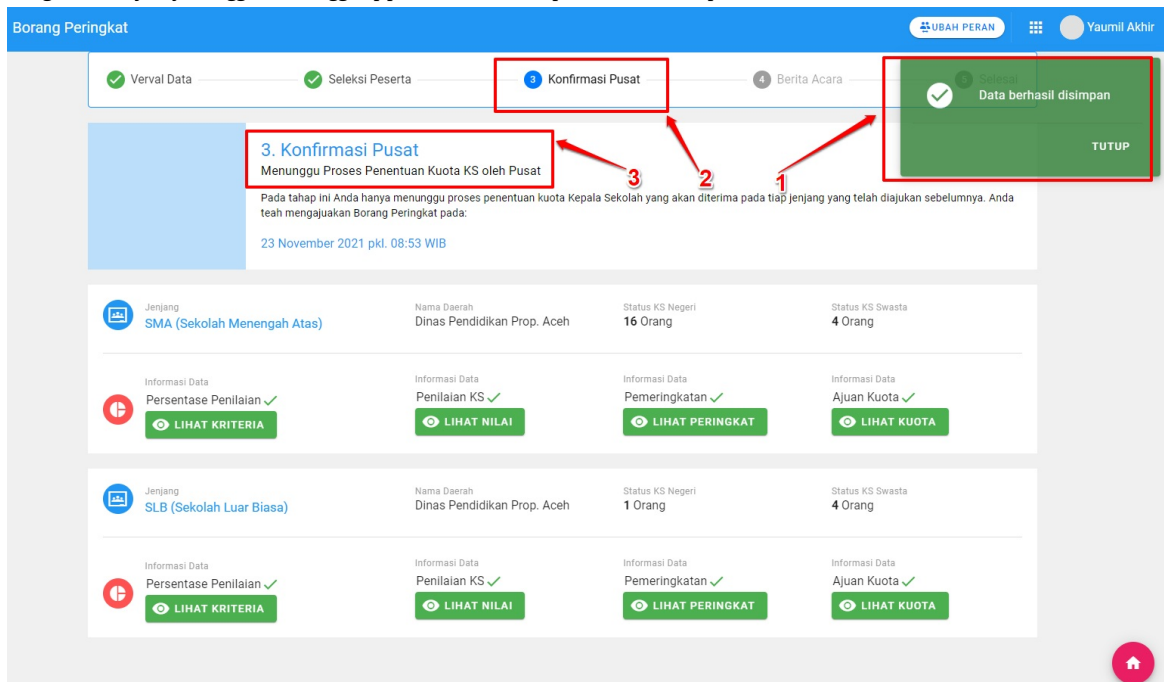 Borang Peringkat
UBAH PERAN
Yaumil Akhir
Verval Data
Seleksi Peserta
3 Konfirmasi Pusat
4 Berita Acara
Selesai
Data berhasil disimpan
TUTUP
3. Konfirmasi Pusat
Menunggu Proses Penentuan Kuota KS oleh Pusat
3
2
1
Pada tahap ini Anda hanya menunggu proses penentuan kuota Kepala Sekolah yang akan diterima pada tiap jenjang yang telah diajukan sebelumnya. Anda
teah mengajuakan Borang Peringkat pada:
23 November 2021 pkl. 08:53 WIB
Jenjang
SMA (Sekolah Menengah Atas)
Nama Daerah
Dinas Pendidikan Prop. Aceh
Status KS Negeri
16 Orang
Status KS Swasta
4 Orang
Informasi Data
Persentase Penilaian
LIHAT KRITERIA
Informasi Data
Penilaian KS
LIHAT NILAI
Informasi Data
Pemeringkatan
LIHAT PERINGKAT
Informasi Data
Ajuan Kuota
LIHAT KUOTA
Jenjang
SLB (Sekolah Luar Biasa)
Nama Daerah
Dinas Pendidikan Prop. Aceh
Status KS Negeri
1 Orang
Status KS Swasta
4 Orang
Informasi Data
Persentase Penilaian
LIHAT KRITERIA
Informasi Data
Penilaian KS
LIHAT NILAI
Informasi Data
Pemeringkatan
LIHAT PERINGKAT
Informasi Data
Ajuan Kuota
LIHAT KUOTA